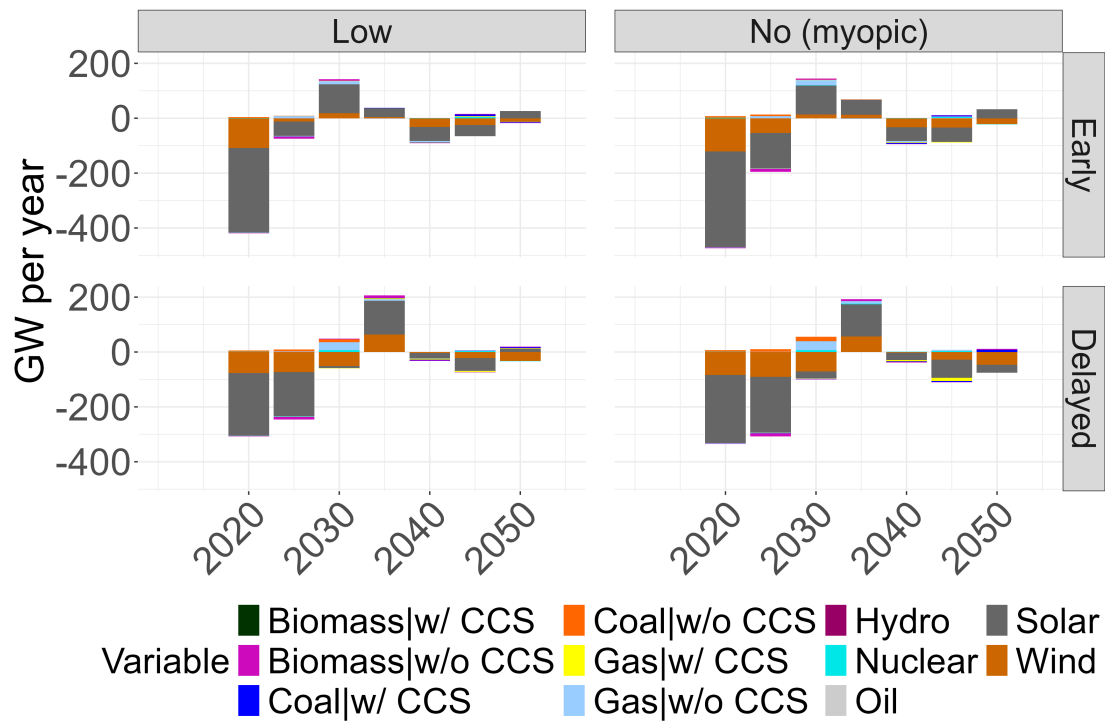 Low
No (myopic)
GW per year
200
0
-200
-400
Early
200
0
-200
-400
Delayed
2020
2030
2040
2050
2020
2030
2040
2050
Variable
Biomass|w/ CCS
Coal|w/o CCS
Hydro
Solar
Biomass|w/o CCS
Gas|w/ CCS
Nuclear
Wind
Coal|w/ CCS
Gas|w/o CCS
Oil